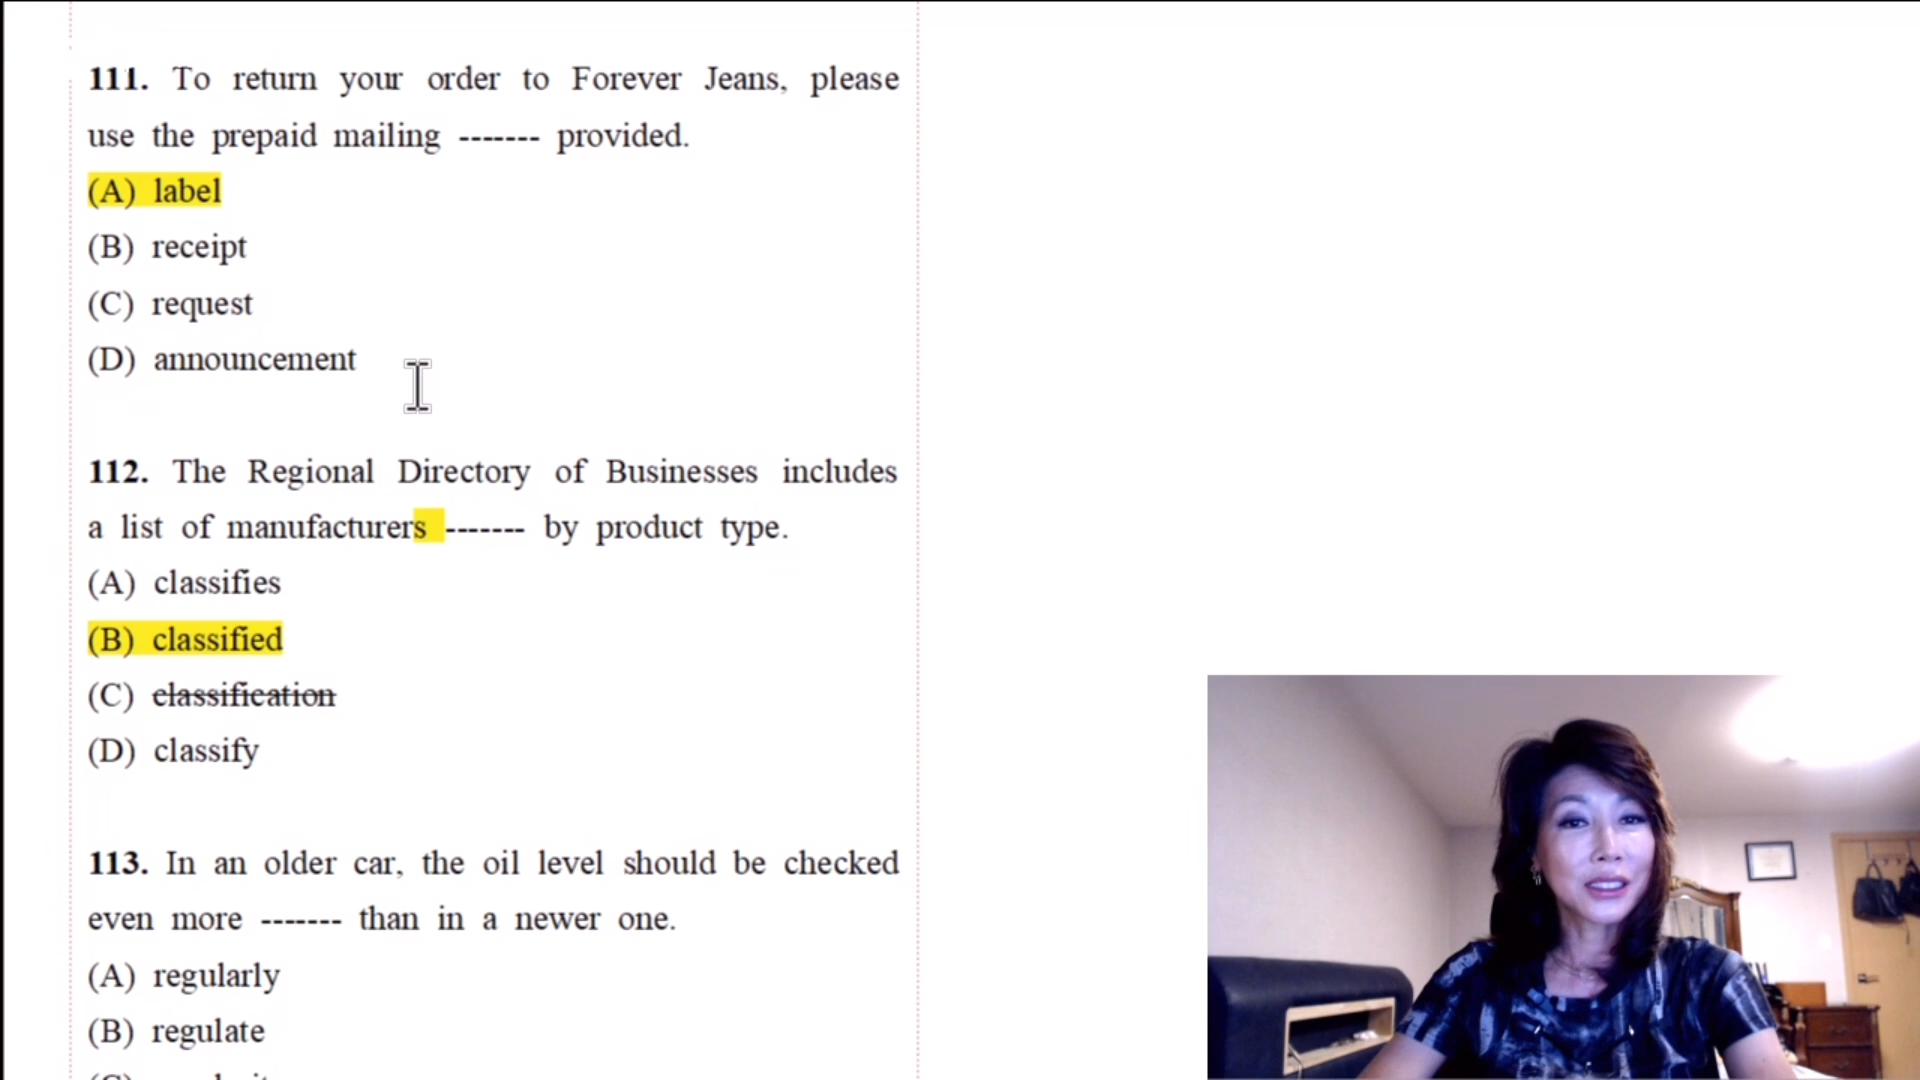 111. To return your order to Forever Jeans, please
use the prepaid mailing ------- provided.
(A) label
(B) receipt
(C) request
(D) announcement
112. The Regional Directory of Businesses includes
a list of manufacturers ------- by product type.
(A) classifies
(B) classified
(C) classification
(D) classify
113. In an older car, the oil level should be checked
even more ------- than in a newer one.
(A) regularly
(B) regulate